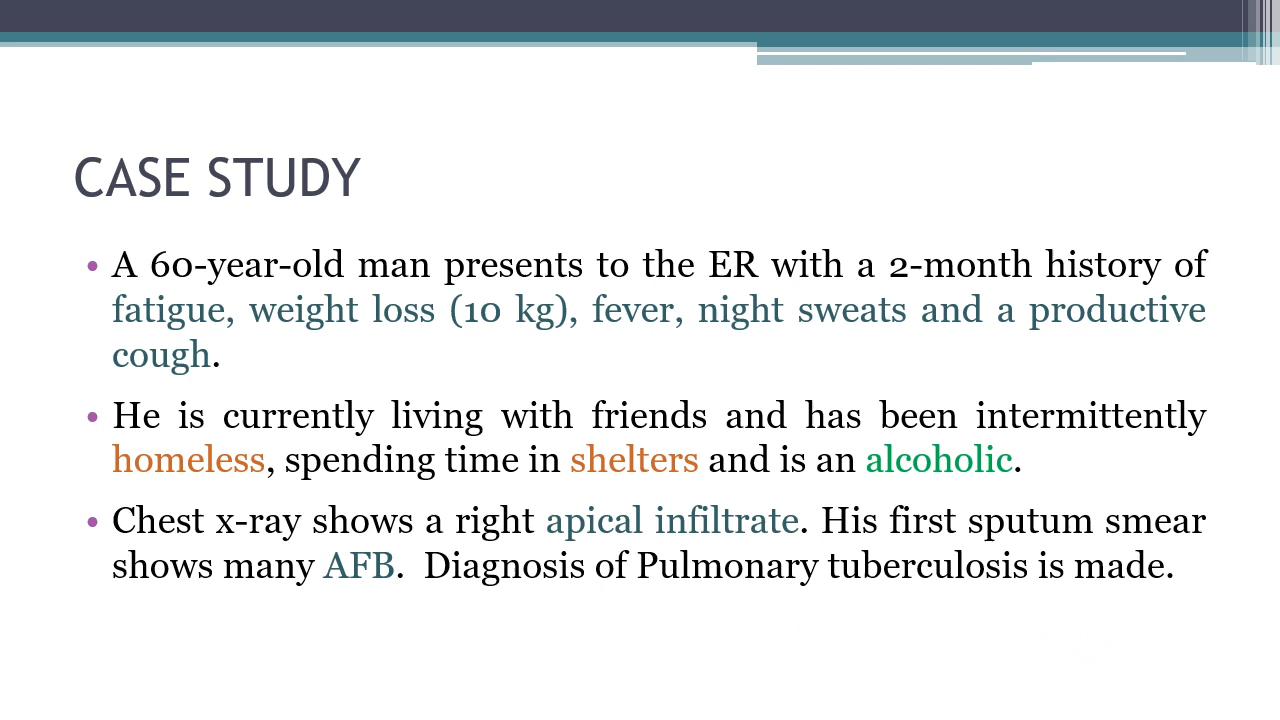 CASE STUDY
• A 60-year-old man presents to the ER with a 2-month history of
fatigue, weight loss (10 kg), fever, night sweats and a productive
cough.
• He is currently living with friends and has been intermittently
homeless, spending time in shelters and is an alcoholic.
• Chest x-ray shows a right apical infiltrate. His first sputum smear
shows many AFB.  Diagnosis of Pulmonary tuberculosis is made.